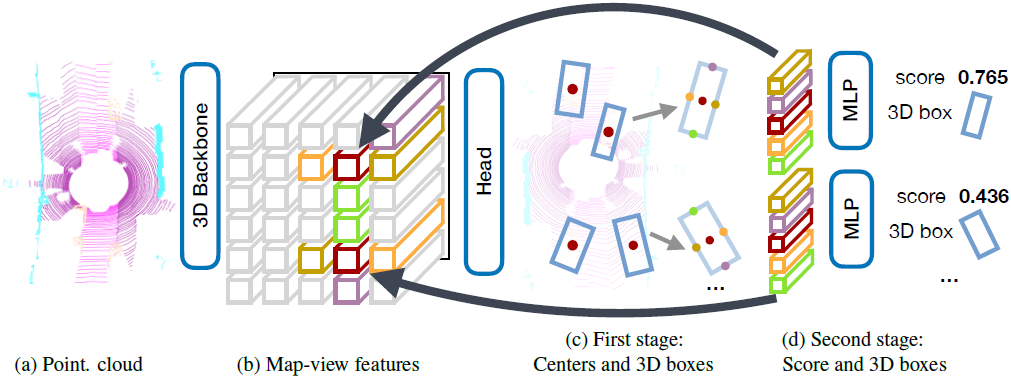 3D Backbone
Head
MLP
score 0.765
3D box
MLP
score 0.436
3D box
...
...
(a) Point. cloud
(b) Map-view features
(c) First stage:
Centers and 3D boxes
(d) Second stage:
Score and 3D boxes